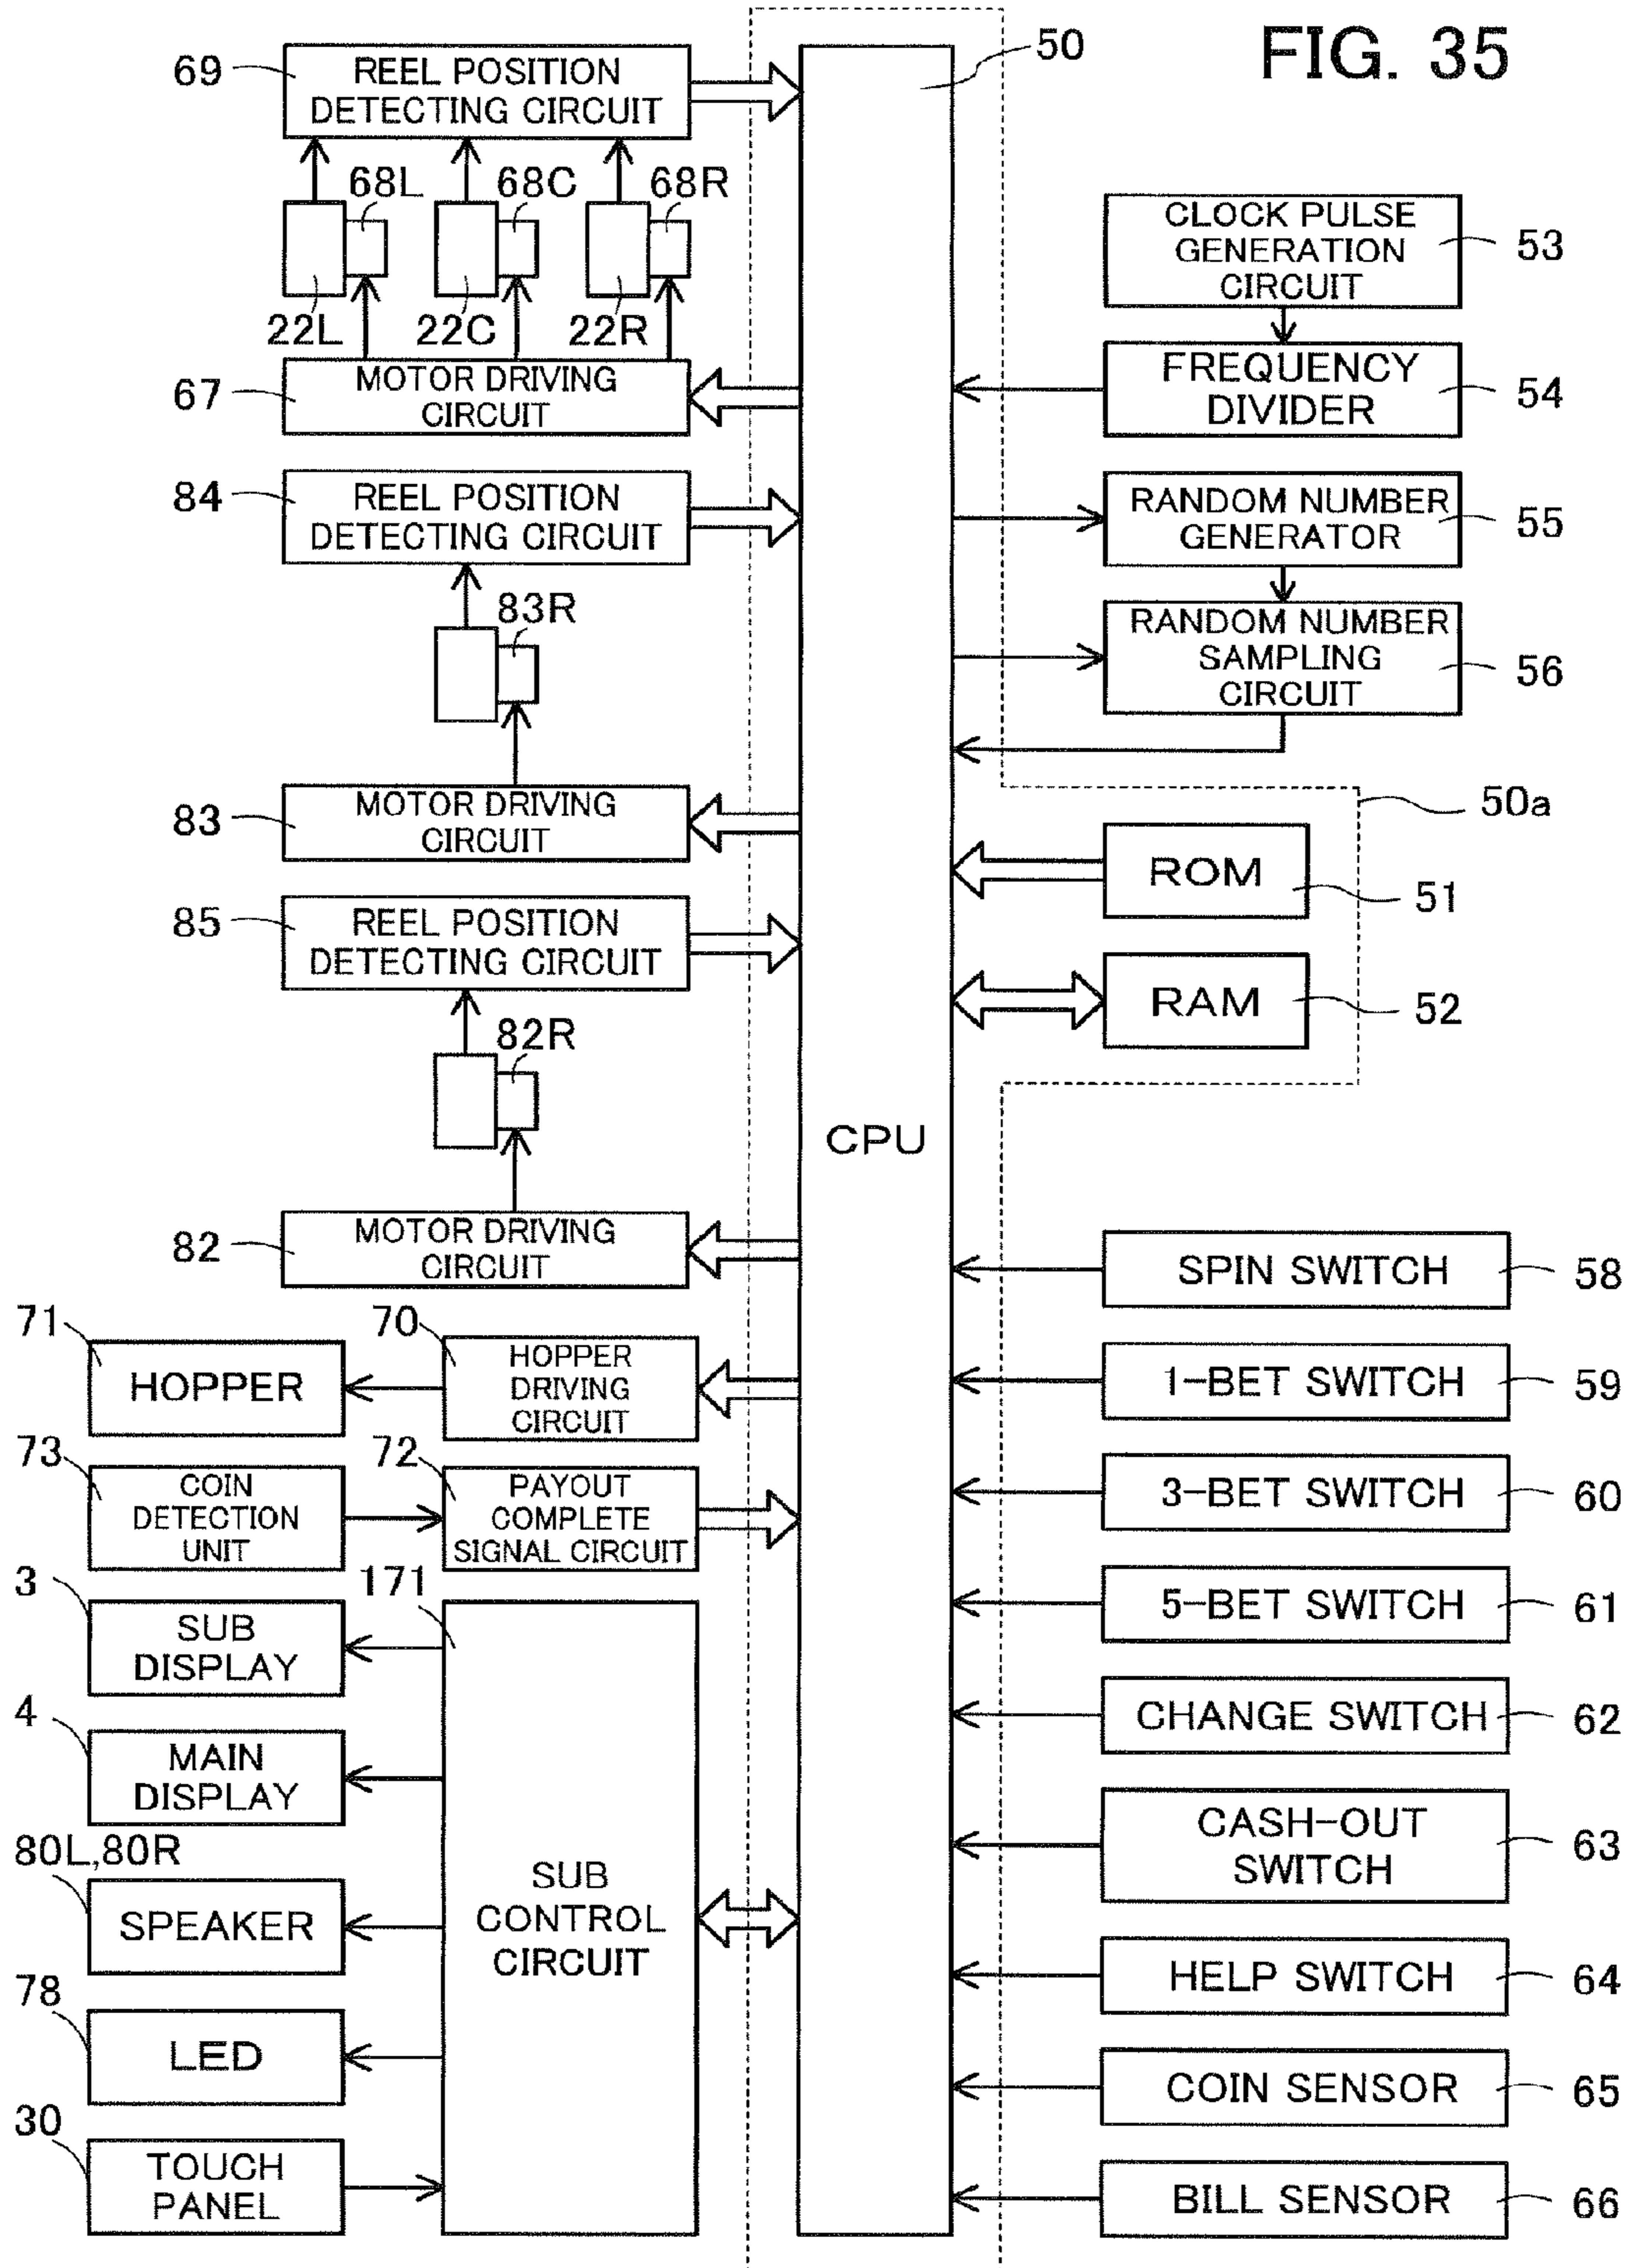 FIG. 35
50
69
REEL POSITION
DETECTING CIRCUIT
68L
68C
68R
22L
22C
22R
67
MOTOR DRIVING
CIRCUIT
84
REEL POSITION
DETECTING CIRCUIT
83R
83
MOTOR DRIVING
CIRCUIT
85
REEL POSITION
DETECTING CIRCUIT
82R
82
MOTOR DRIVING
CIRCUIT
71
HOPPER
70
HOPPER
DRIVING
CIRCUIT
73
COIN
DETECTION
UNIT
72
PAYOUT
COMPLETE
SIGNAL CIRCUIT
3
SUB
DISPLAY
171
4
MAIN
DISPLAY
80L,80R
SPEAKER
SUB
CONTROL
CIRCUIT
78
LED
30
TOUCH
PANEL
CPU
CLOCK PULSE
GENERATION
CIRCUIT
53
FREQUENCY
DIVIDER
54
RANDOM NUMBER
GENERATOR
55
RANDOM NUMBER
SAMPLING
CIRCUIT
56
50a
ROM
51
RAM
52
SPIN SWITCH
58
1-BET SWITCH
59
3-BET SWITCH
60
5-BET SWITCH
61
CHANGE SWITCH
62
CASH-OUT
SWITCH
63
HELP SWITCH
64
COIN SENSOR
65
BILL SENSOR
66